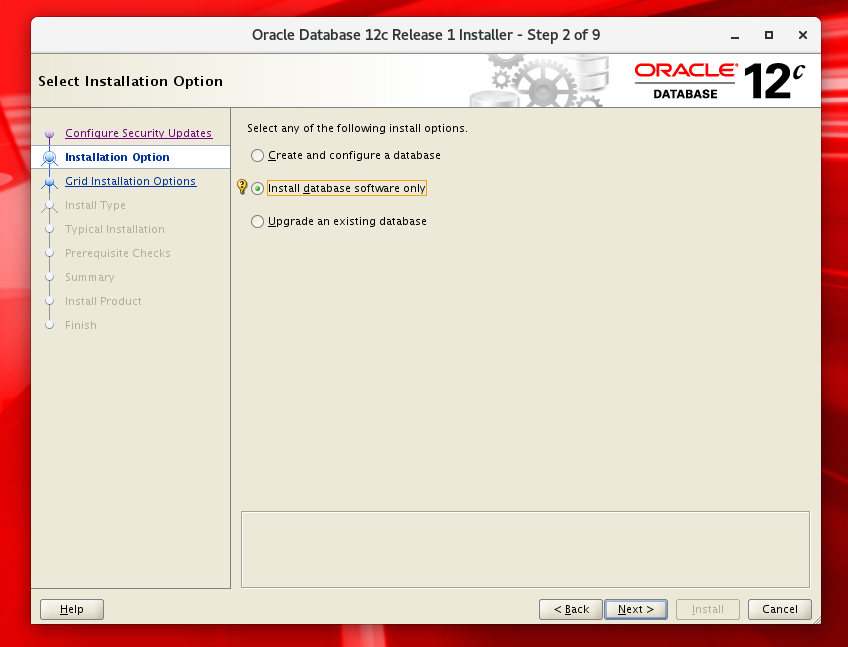 Oracle Database 12c Release 1 Installer - Step 2 of 9
Select Installation Option
ORACLE®
DATABASE
12c
Configure Security Updates
Installation Option
Grid Installation Options
Install Type
Typical Installation
Prerequisite Checks
Summary
Install Product
Finish
Select any of the following install options.
Create and configure a database
Install database software only
Upgrade an existing database
Help
< Back
Next >
Install
Cancel